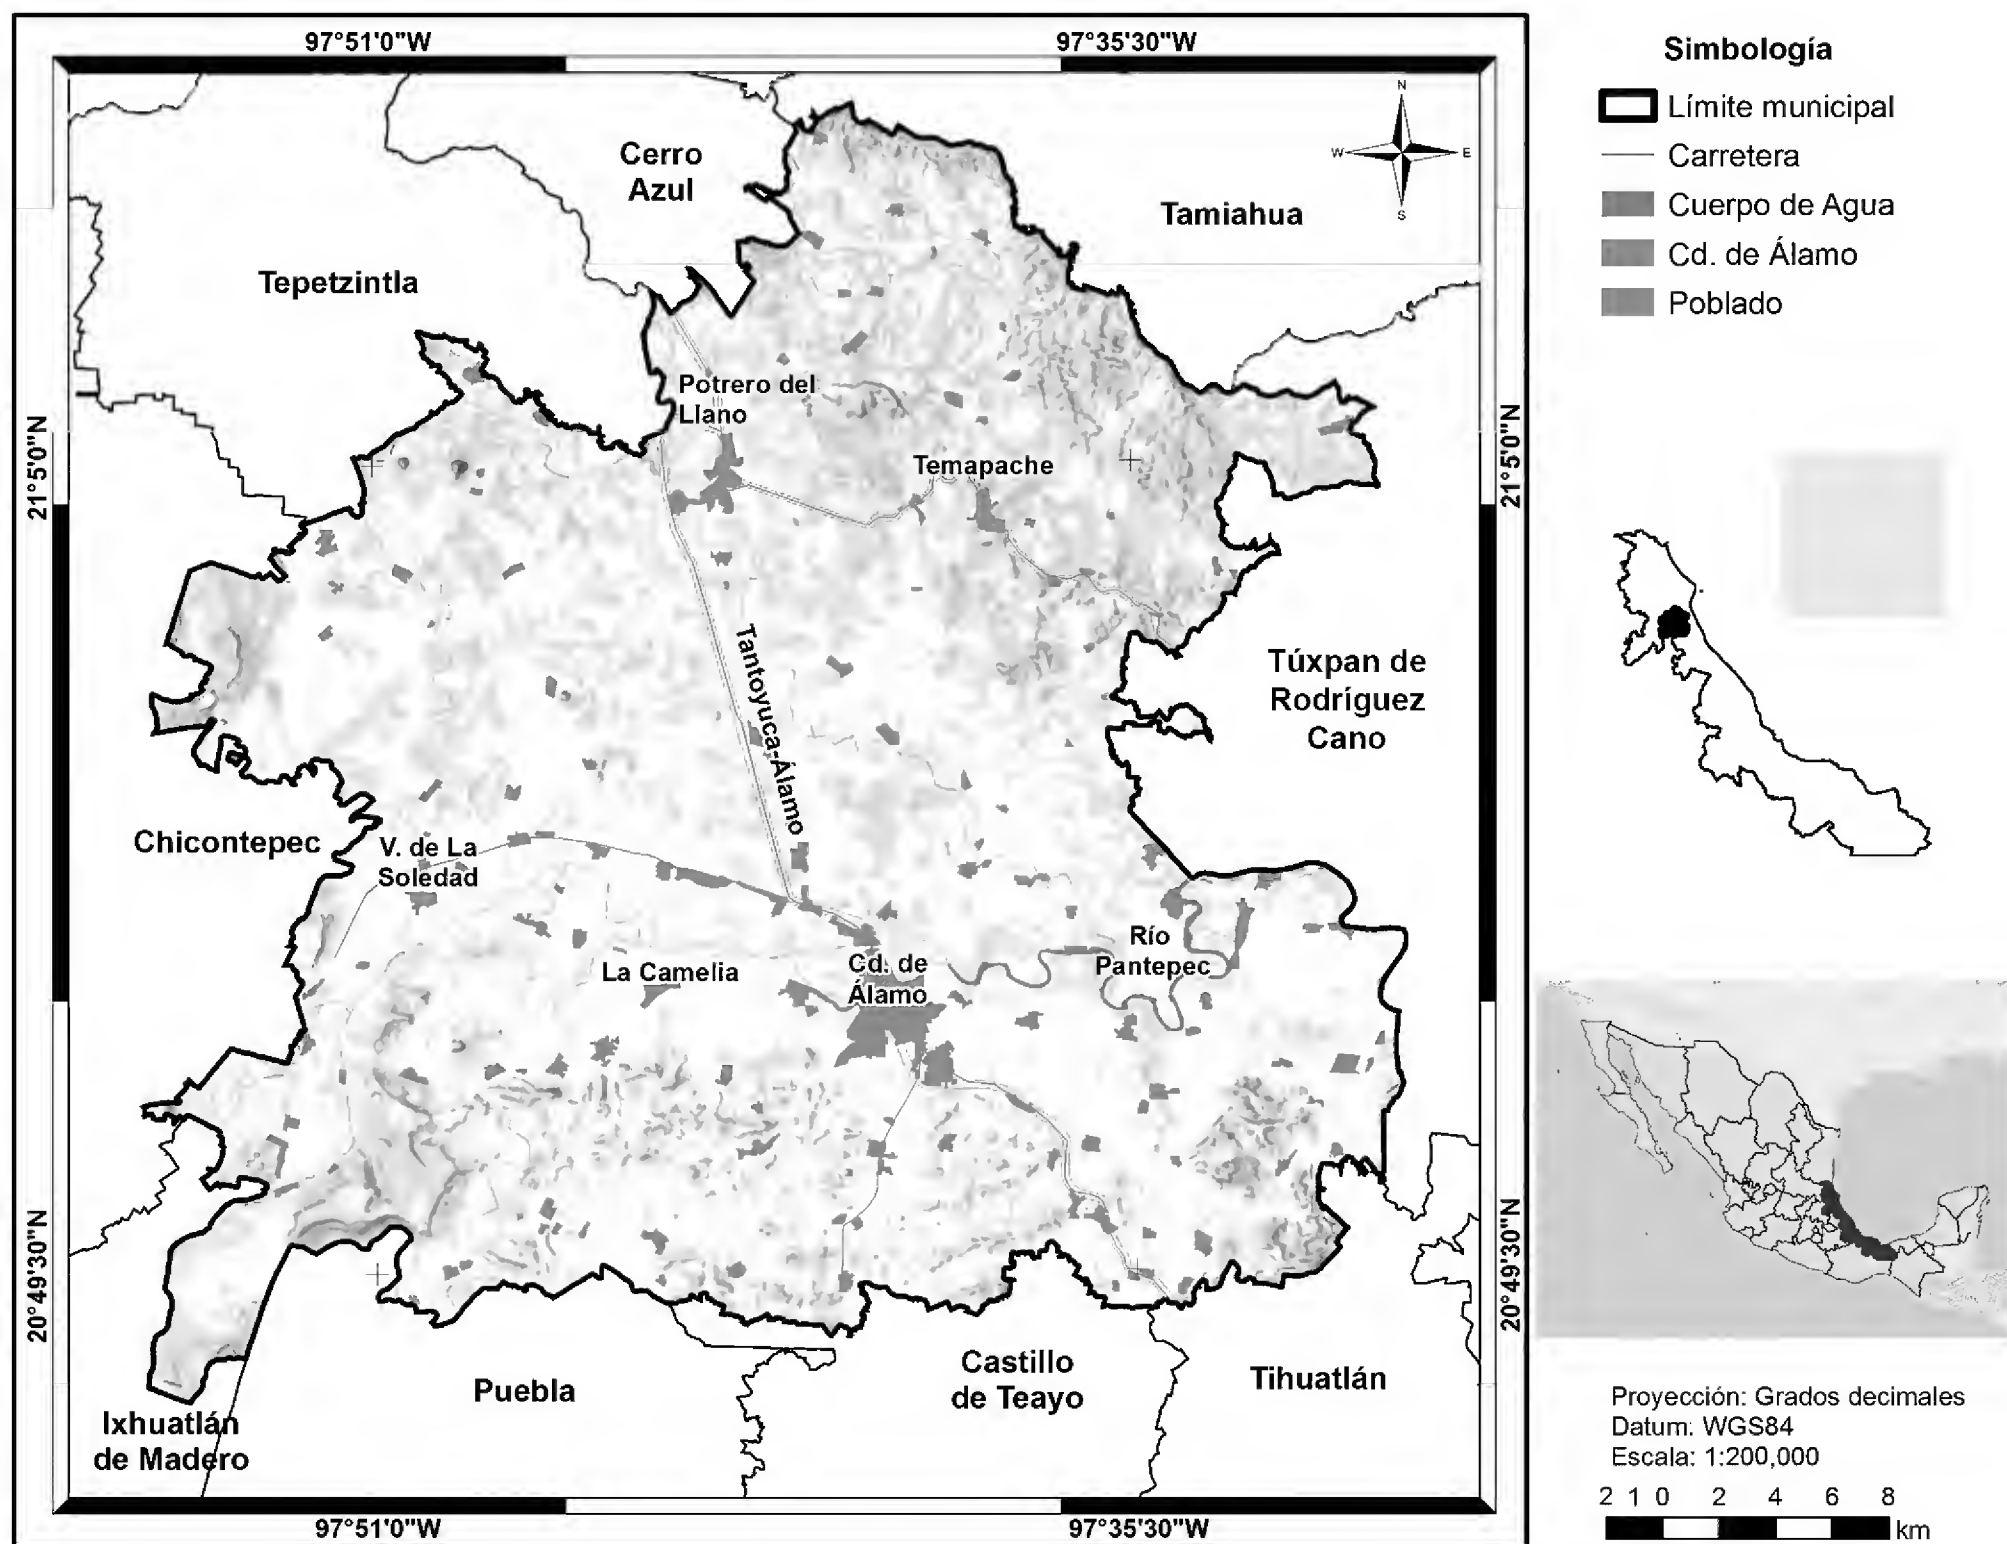 97°51'0"W
97°35'30"W
Simbología
Límite municipal
Carretera
Cuerpo de Agua
Cd. de Álamo
Poblado
N
W
E
S
Cerro
Azul
Tamiahua
Tepetzintla
Potrero del
Llano
Temapache
21°5'0"N
21°5'0"N
Tantoyuca-Álamo
Túxpan de
Rodríguez
Cano
Chicontepec
V. de La
Soledad
La Camelia
Cd. de
Álamo
Río
Pantepec
20°49'30"N
20°49'30"N
Puebla
Castillo
de Teayo
Tihuatlán
Ixhuatlán
de Madero
97°51'0"W
97°35'30"W
Proyección: Grados decimales
Datum: WGS84
Escala: 1:200,000
2 1 0 2 4 6 8
km